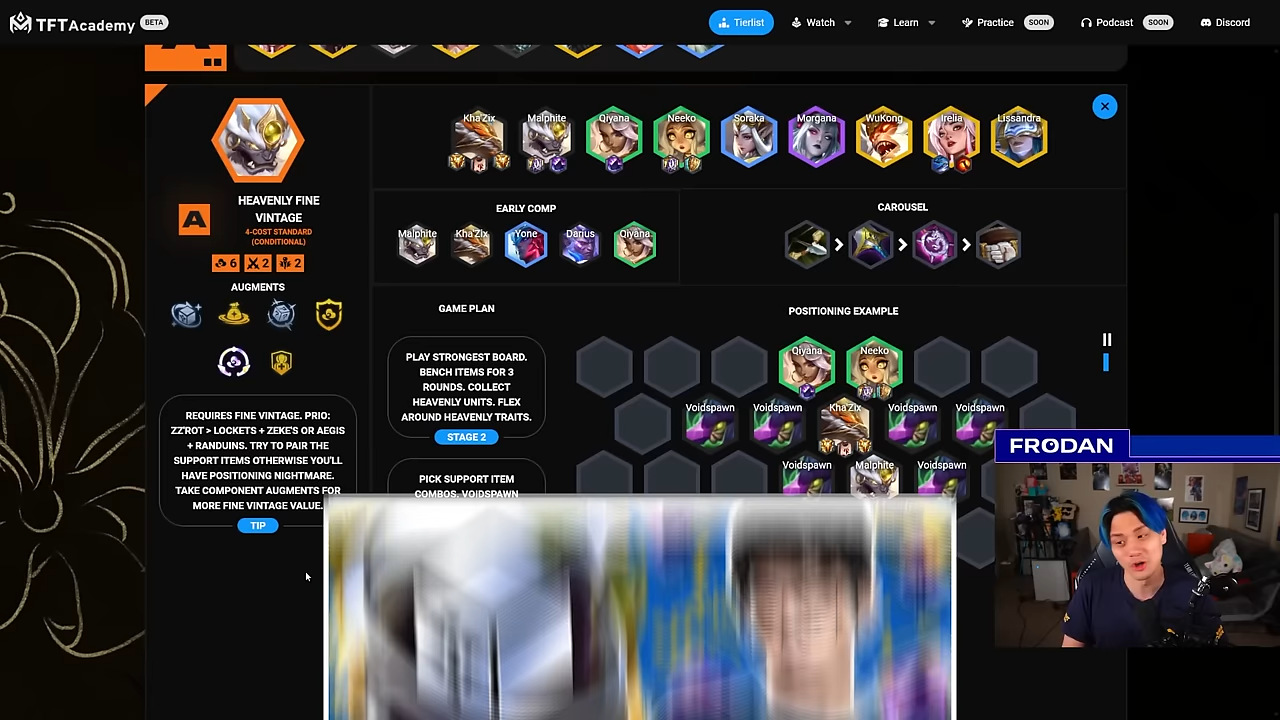 TFTAcademy BETA
Tierlist
Watch
Learn
Practice SOON
Podcast SOON
Discord
Kha'Zix
Malphite
Qiyana
Neeko
Soraka
Morgana
WuKong
Irelia
Lissandra
A
HEAVENLY FINE
VINTAGE
4-COST STANDARD
(CONDITIONAL)
6
2
2
AUGMENTS
EARLY COMP
Malphite
Kha'Zix
Yone
Darius
Qiyana
CAROUSEL
GAME PLAN
PLAY STRONGEST BOARD.
BENCH ITEMS FOR 3
ROUNDS. COLLECT
HEAVENLY UNITS. FLEX
AROUND HEAVENLY TRAITS.
STAGE 2
PICK SUPPORT ITEM
COMBOS. VOIDSPAWN
POSITIONING EXAMPLE
Qiyana
Neeko
Voidspawn
Voidspawn
Kha'Zix
Voidspawn
Voidspawn
Voidspawn
Malphite
Voidspawn
REQUIRES FINE VINTAGE. PRIO:
ZZ'ROT > LOCKETS + ZEKE'S OR AEGIS
+ RANDUINS. TRY TO PAIR THE
SUPPORT ITEMS OTHERWISE YOU'LL
HAVE POSITIONING NIGHTMARE.
TAKE COMPONENT AUGMENTS FOR
MORE FINE VINTAGE VALUE.
TIP
FRODAN